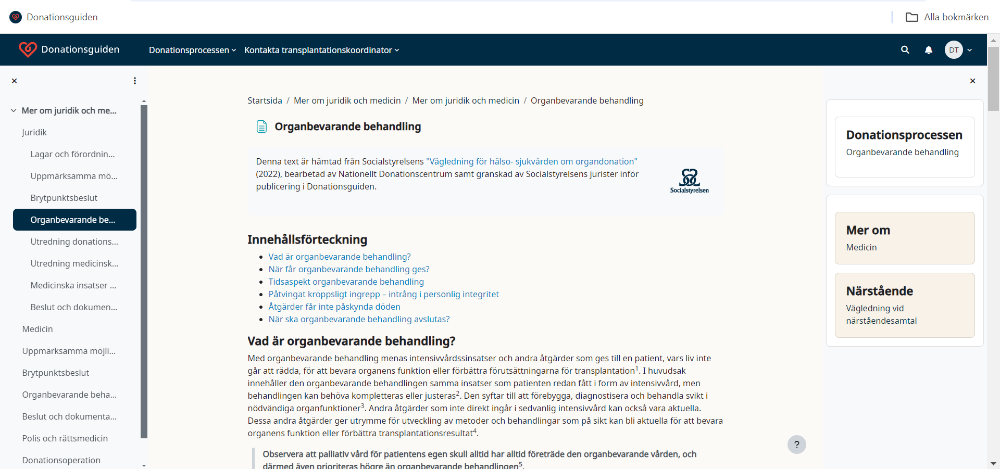 Donationsguiden
Alla bokmärken
Donationsguiden
Donationsprocessen
Kontakta transplantationskoordinator
DT
Mer om juridik och me...
Juridik
Lagar och förordnin...
Uppmärksamma mö...
Brytpunktsbeslut
Organbevarande be...
Utredning donations...
Utredning medicinsk...
Medicinska insatser ...
Beslut och dokumen...
Medicin
Uppmärksamma möjli...
Brytpunktsbeslut
Organbevarande beha...
Beslut och dokumenta...
Polis och rättsmedicin
Donationsoperation
Startsida / Mer om juridik och medicin / Mer om juridik och medicin / Organbevarande behandling
Organbevarande behandling
Denna text är hämtad från Socialstyrelsens "Vägledning för hälso- sjukvården om organdonation"
(2022), bearbetad av Nationellt Donationscentrum samt granskad av Socialstyrelsens jurister inför
publicering i Donationsguiden.
Socialstyrelsen
Innehållsförteckning
Vad är organbevarande behandling?
När får organbevarande behandling ges?
Tidsaspekt organbevarande behandling
Påtvingat kroppsligt ingrepp – intrång i personlig integritet
Åtgärder får inte påskynda döden
När ska organbevarande behandling avslutas?
Vad är organbevarande behandling?
Med organbevarande behandling menas intensivvårdssinsatser och andra åtgärder som ges till en patient, vars liv inte
går att rädda, för att bevara organens funktion eller förbättra förutsättningarna för transplantation¹. I huvudsak
innehåller den organbevarande behandlingen samma insatser som patienten redan fått i form av intensivvård, men
behandlingen kan behöva kompletteras eller justeras². Den syftar till att förebygga, diagnostisera och behandla svikt i
nödvändiga organfunktioner³. Andra åtgärder som inte direkt ingår i sedvanlig intensivvård kan också vara aktuella.
Dessa andra åtgärder ger utrymme för utveckling av metoder och behandlingar som på sikt kan bli aktuella för att bevara
organens funktion eller förbättra transplantationsresultat⁴.
Observera att palliativ vård för patientens egen skull alltid har alltid företräde den organbevarande vården, och
därmed även prioriteras högre än organbevarande behandlingen⁵.
?
Donationsprocessen
Organbevarande behandling
Mer om
Medicin
Närstående
Vägledning vid
närståendesamtal